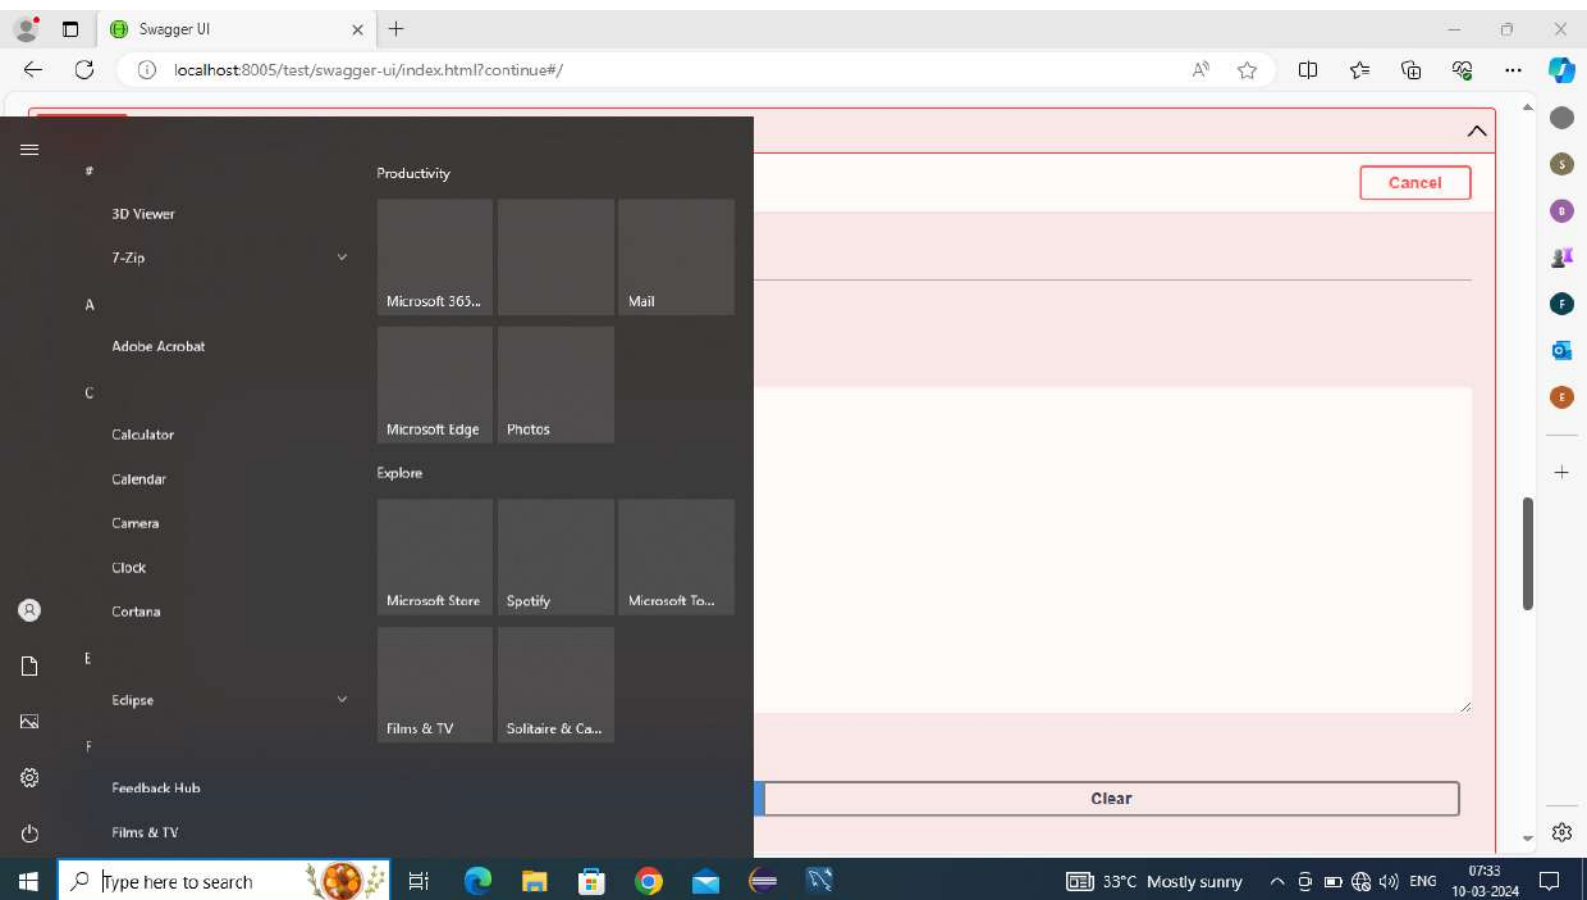 Swagger UI
localhost:8005/test/swagger-ui/index.html?continue#/
Cancel
#
3D Viewer
7-Zip
A
Adobe Acrobat
C
Calculator
Calendar
Camera
Clock
Cortana
E
Eclipse
F
Feedback Hub
Films & TV
Productivity
Microsoft 365...
Mail
Microsoft Edge
Photos
Explore
Microsoft Store
Spotify
Microsoft To...
Films & TV
Solitaire & Ca...
Clear
S
B
F
E
Type here to search
33°C Mostly sunny
ENG
07:33
10-03-2024